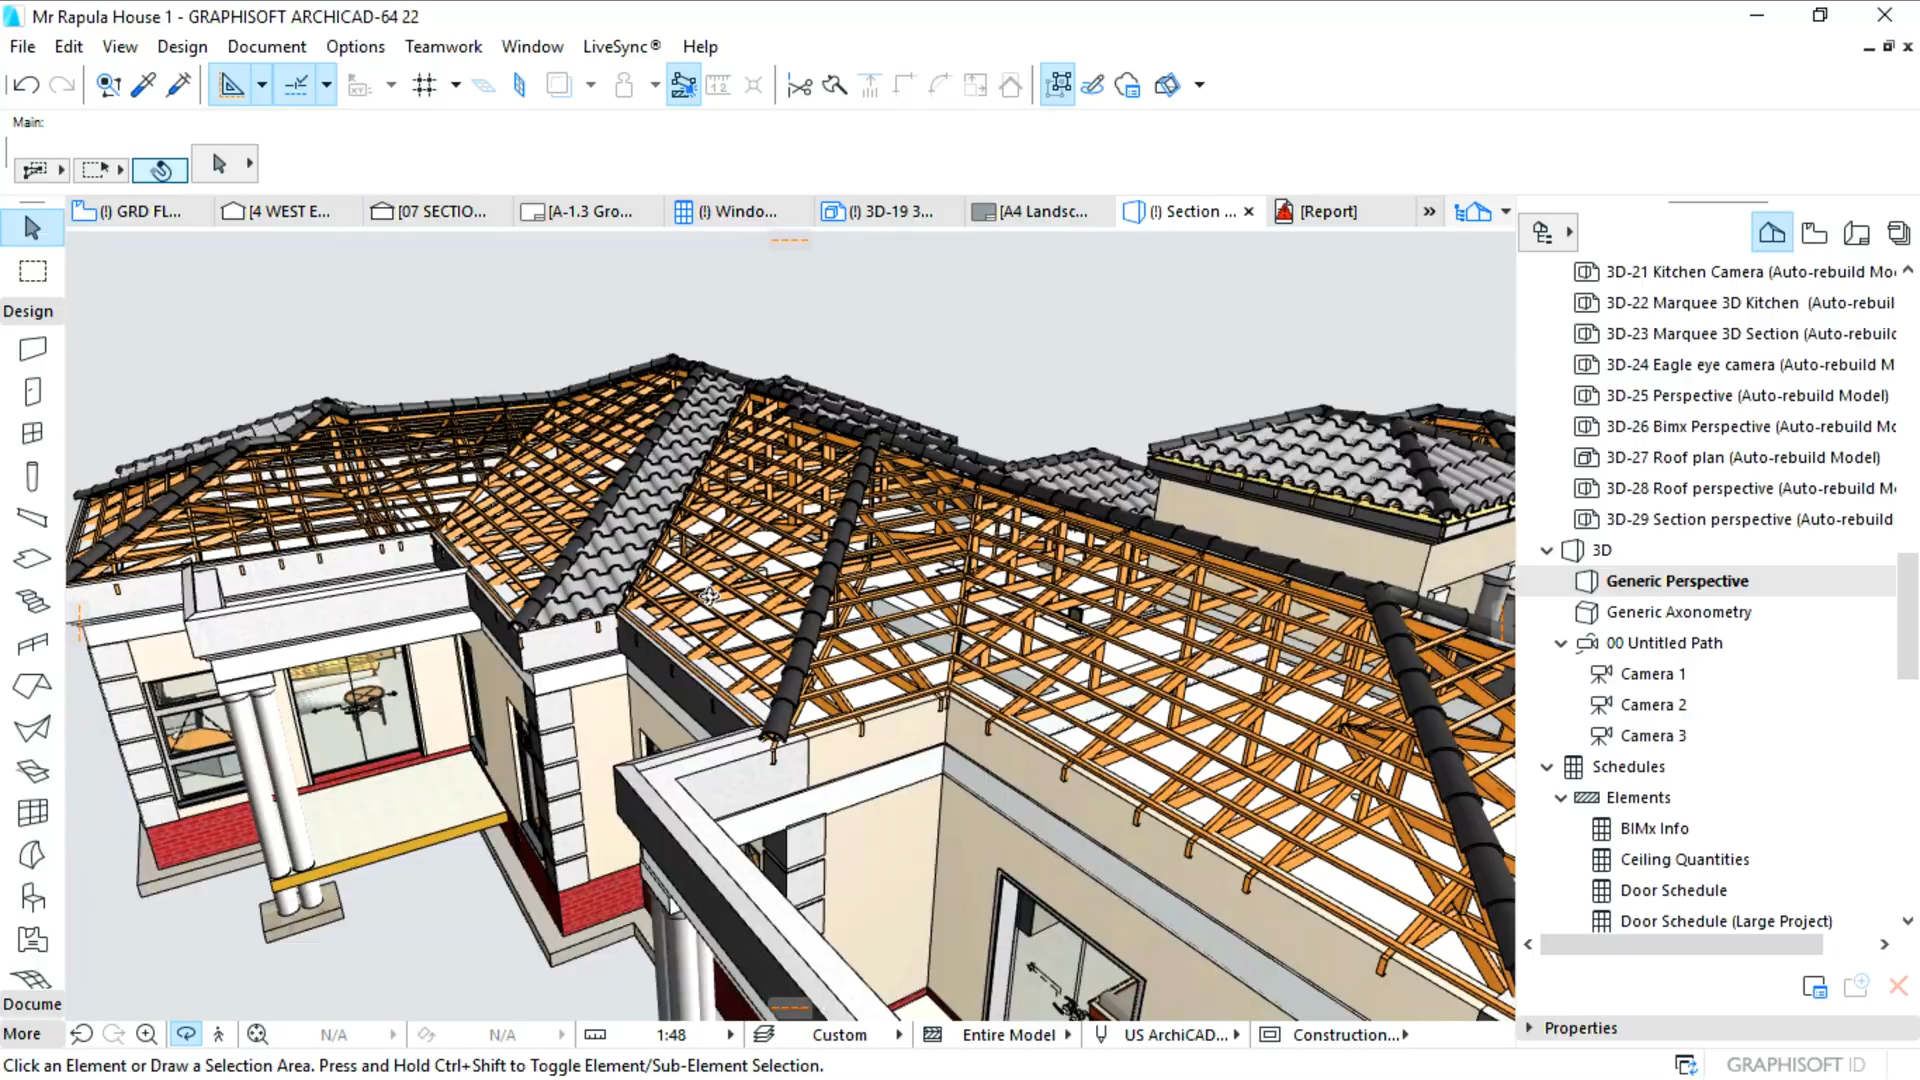 Mr Rapula House 1 - GRAPHISOFT ARCHICAD-64 22
File Edit View Design Document Options Teamwork Window LiveSync® Help
Main:
(!) GRD FL... [4 WEST E... [07 SECTIO... [A-1.3 Gro... (!) Windo... (!) 3D-19 3... [A4 Landsc... (!) Section ... [Report]
Design
3D-21 Kitchen Camera (Auto-rebuild Mo
3D-22 Marquee 3D Kitchen (Auto-rebuil
3D-23 Marquee 3D Section (Auto-rebuild
3D-24 Eagle eye camera (Auto-rebuild M
3D-25 Perspective (Auto-rebuild Model)
3D-26 Bimx Perspective (Auto-rebuild Mo
3D-27 Roof plan (Auto-rebuild Model)
3D-28 Roof perspective (Auto-rebuild M
3D-29 Section perspective (Auto-rebuild
3D
Generic Perspective
Generic Axonometry
00 Untitled Path
Camera 1
Camera 2
Camera 3
Schedules
Elements
BIMx Info
Ceiling Quantities
Door Schedule
Door Schedule (Large Project)
Docume
More
N/A N/A 1:48 Custom Entire Model US ArchiCAD... Construction...
Properties
Click an Element or Draw a Selection Area. Press and Hold Ctrl+Shift to Toggle Element/Sub-Element Selection.
GRAPHISOFT ID